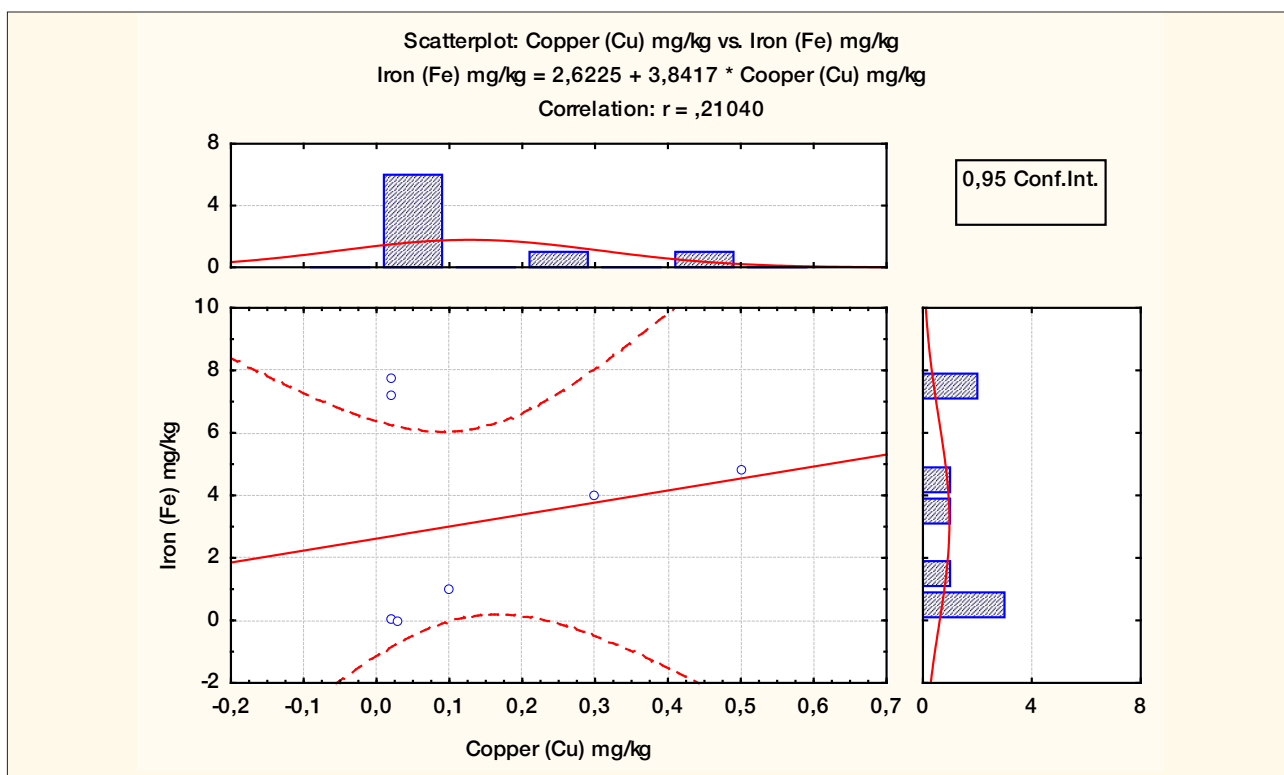 Scatterplot: Copper (Cu) mg/kg vs. Iron (Fe) mg/kg
Iron (Fe) mg/kg = 2,6225 + 3,8417 * Cooper (Cu) mg/kg
Correlation: r = ,21040
8
4
0
0,95 Conf.Int.
10
8
6
4
2
0
-2
Iron (Fe) mg/kg
-0,2 -0,1 0,0 0,1 0,2 0,3 0,4 0,5 0,6 0,7
0 4 8
Copper (Cu) mg/kg